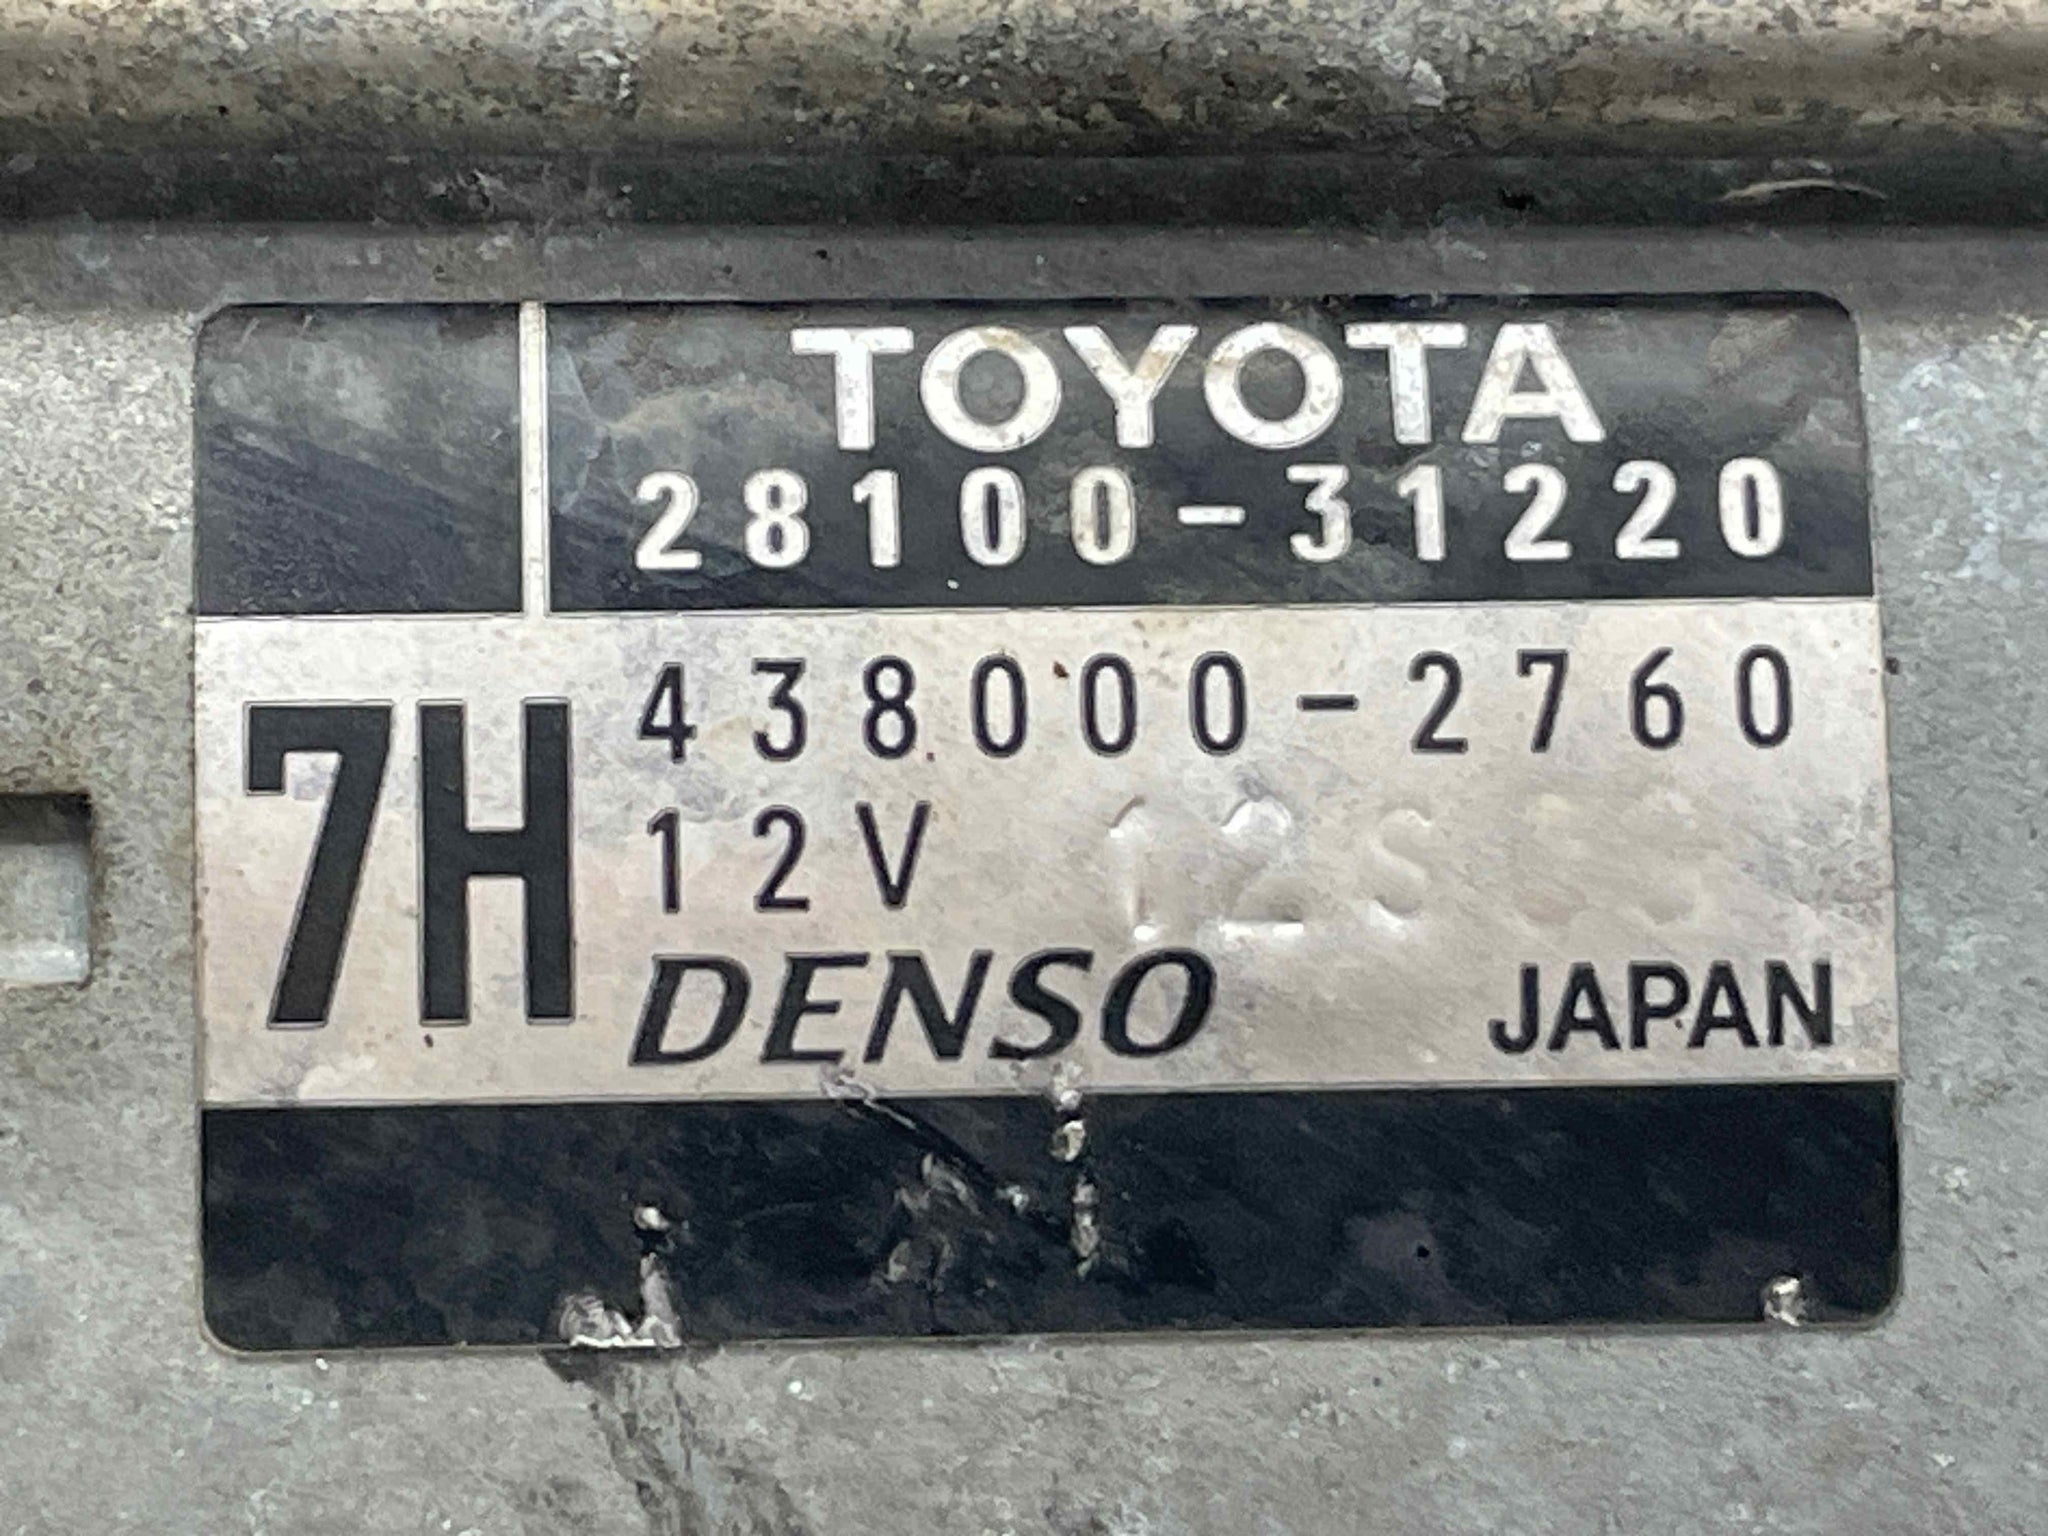 TOYOTA
28100-31220
7H
438000-2760
12V
DENSO JAPAN